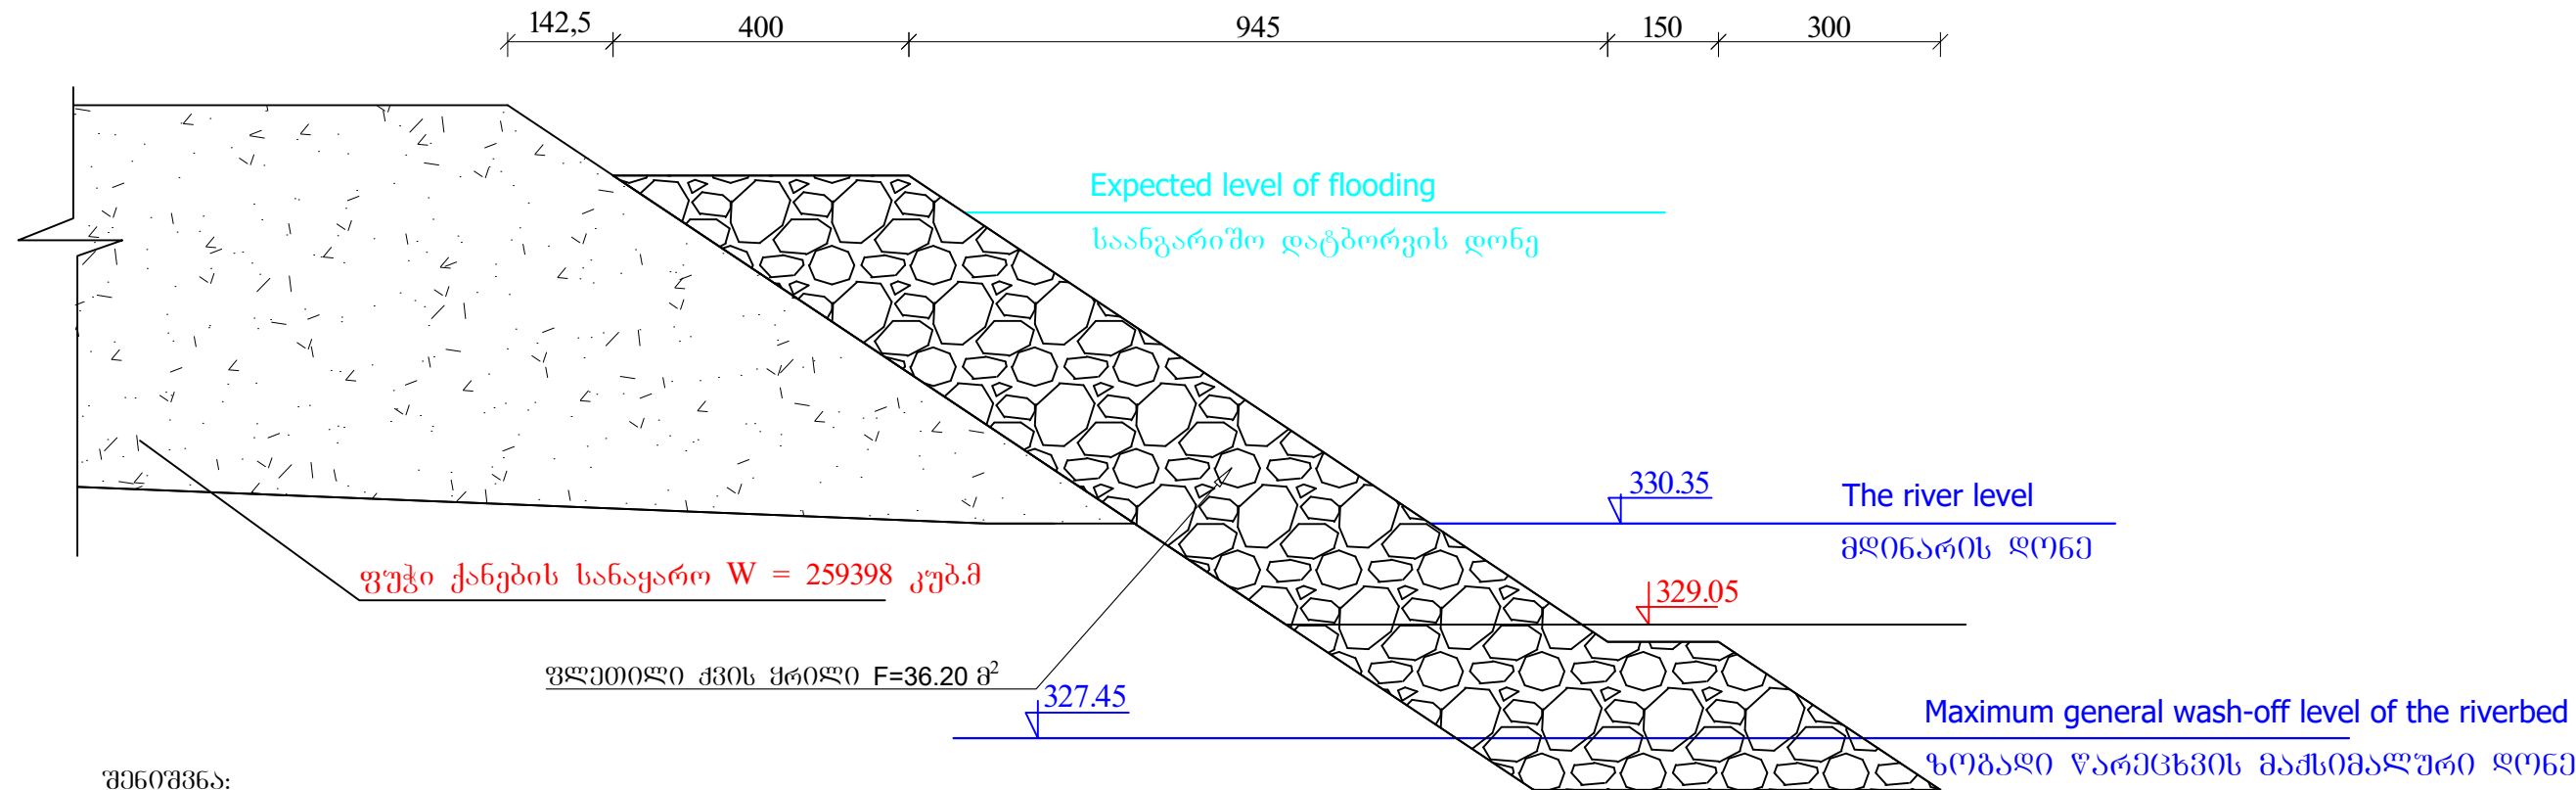 142,5 400 945 150 300
Expected level of flooding
საანგარიშო დატბორვის დონე
330.35 The river level
მდინარის დონე
ფუჭი ქანების სანაყარო W = 259398 კუბ.მ
329.05
ფლეთილი ქვის ყრილი F=36.20 მ²
327.45
Maximum general wash-off level of the riverbed
ზოგადი წარეცხვის მაქსიმალური დონე
შენიშვნა: